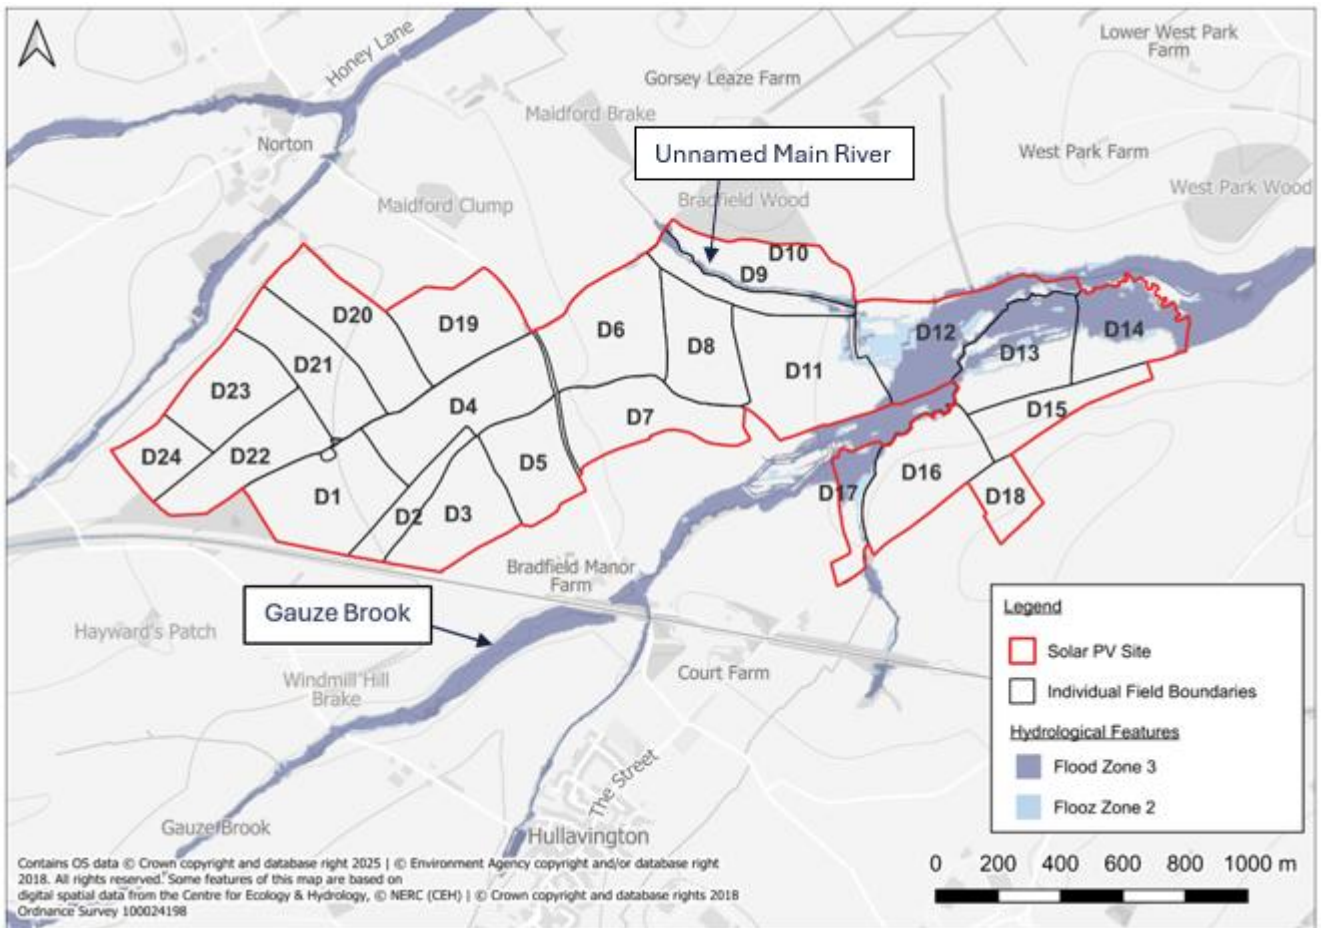 Honey Lane
Lower West Park
Farm
Gorsey Leaze Farm
Maidford Brake
Norton
Unnamed Main River
West Park Farm
West Park Wood
Bradfield Wood
Maidford Clump
D10
D9
D20
D19
D6
D12
D14
D8
D13
D21
D11
D23
D4
D7
D15
D24
D22
D5
D16
D1
D17
D18
D2
D3
Bradfield Manor
Farm
Gauze Brook
Hayward's Patch
Court Farm
Windmill Hill
Brake
The Street
Gauze Brook
Hullavington
Legend
Solar PV Site
Individual Field Boundaries
Hydrological Features
Flood Zone 3
Flooz Zone 2
0 200 400 600 800 1000 m
Contains OS data © Crown copyright and database right 2025 | © Environment Agency copyright and/or database right
2018. All rights reserved. Some features of this map are based on
digital spatial data from the Centre for Ecology & Hydrology, © NERC (CEH) | © Crown copyright and database rights 2018
Ordnance Survey 100024198